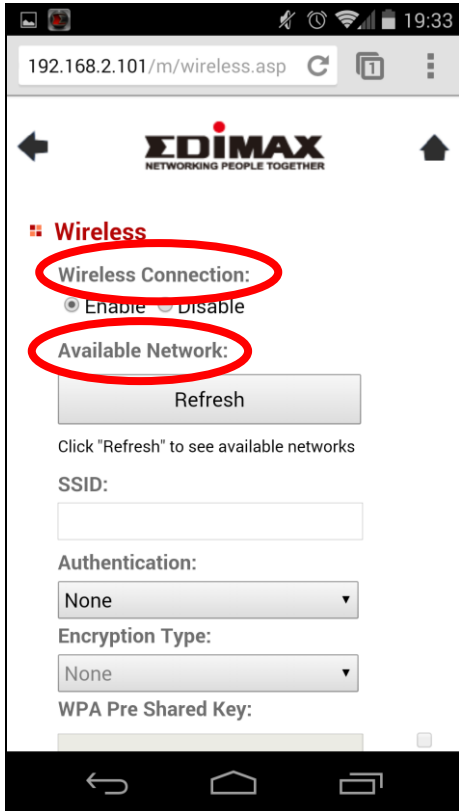 19:33
192.168.2.101/m/wireless.asp
1
EDIMAX
NETWORKING PEOPLE TOGETHER
Wireless
Wireless Connection:
Enable Disable
Available Network:
Refresh
Click "Refresh" to see available networks
SSID:
Authentication:
None
Encryption Type:
None
WPA Pre Shared Key: